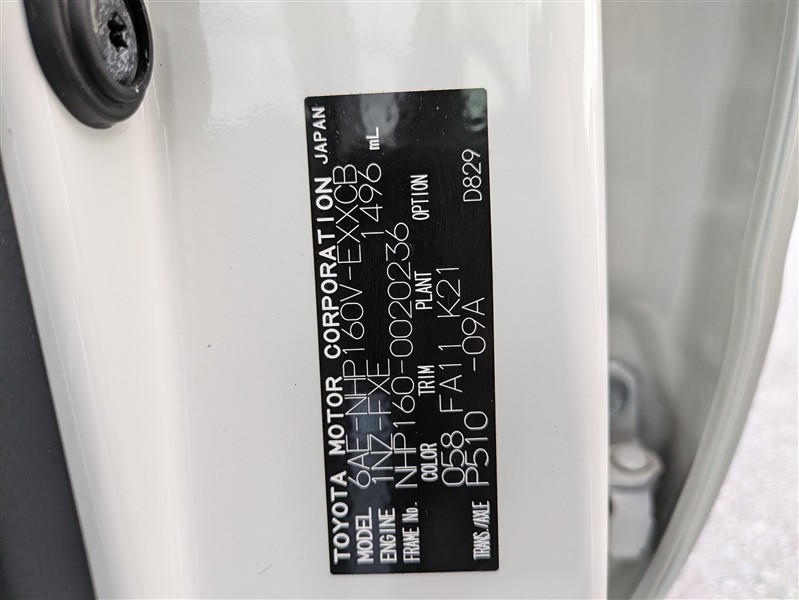 TOYOTA MOTOR CORPORATION JAPAN
MODEL 6AE-NHP160V-EXXCB
ENGINE 1NZ-FXE 1496 mL
FRAME No. NHP160-0020236
COLOR TRIM PLANT OPTION
058 FA11 K21
TRANS./AXLE P510 -09A D829